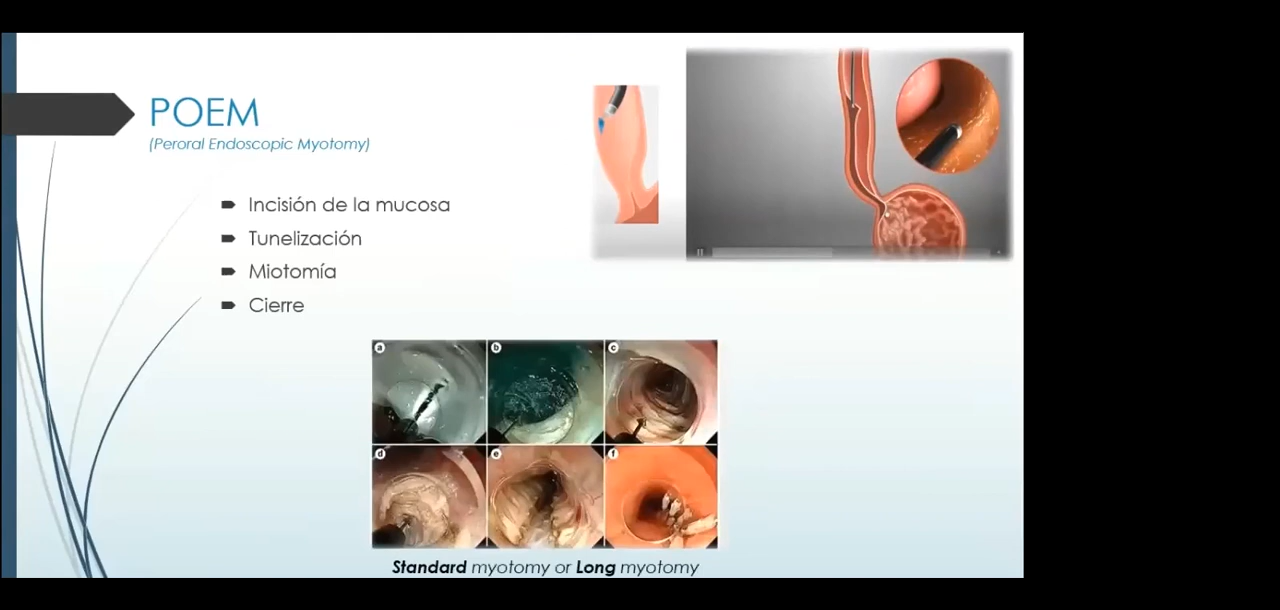 POEM
(Peroral Endoscopic Myotomy)
Incisión de la mucosa
Tunelización
Miotomía
Cierre
a
b
c
d
e
f
Standard myotomy or Long myotomy